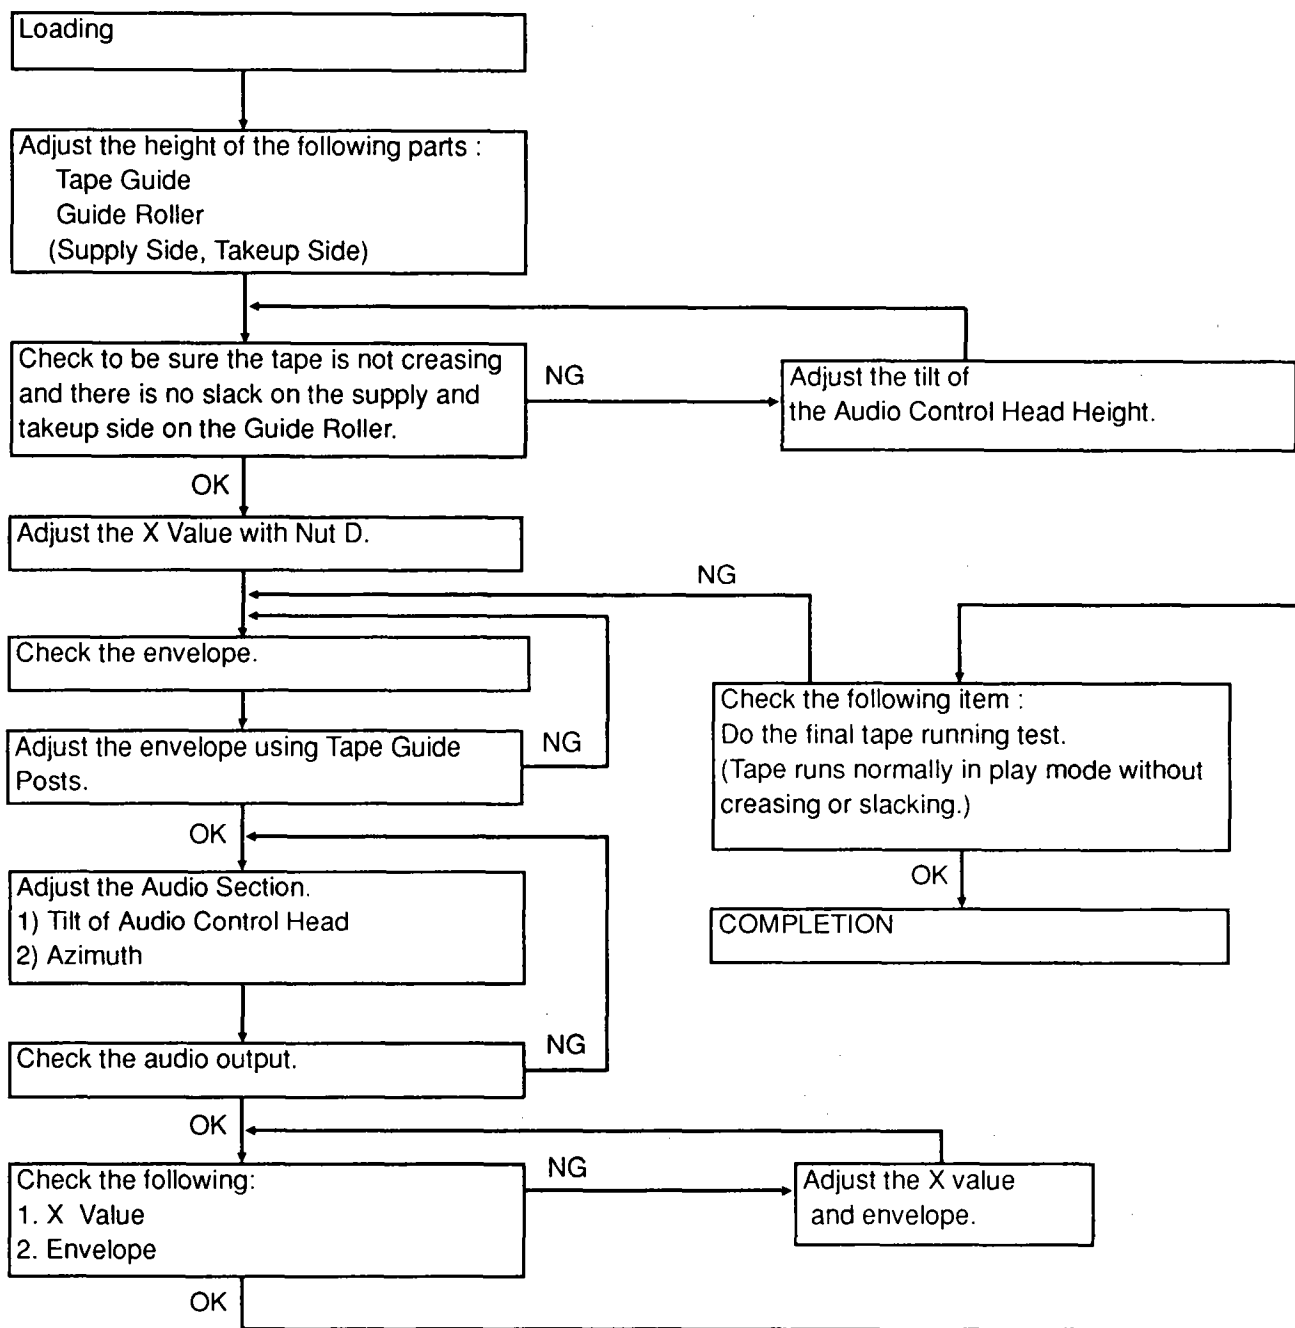 Loading
Adjust the height of the following parts :
Tape Guide
Guide Roller
(Supply Side, Takeup Side)
Check to be sure the tape is not creasing
and there is no slack on the supply and
takeup side on the Guide Roller.
NG
Adjust the tilt of
the Audio Control Head Height.
OK
Adjust the X Value with Nut D.
NG
Check the envelope.
Adjust the envelope using Tape Guide
Posts.
NG
OK
Adjust the Audio Section.
1) Tilt of Audio Control Head
2) Azimuth
Check the audio output.
NG
OK
Check the following:
1. X Value
2. Envelope
NG
Adjust the X value
and envelope.
OK
Check the following item :
Do the final tape running test.
(Tape runs normally in play mode without
creasing or slacking.)
OK
COMPLETION